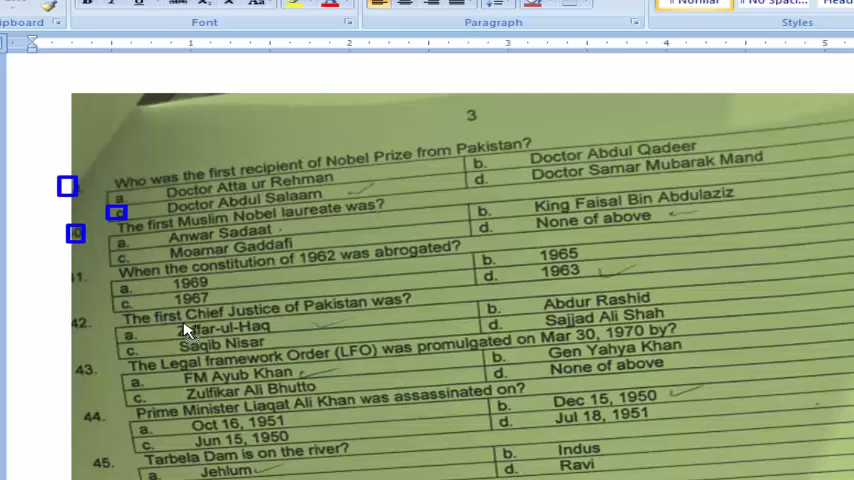 Font
Paragraph
Styles
3
Who was the first recipient of Nobel Prize from Pakistan?
a. Doctor Atta ur Rehman b. Doctor Abdul Qadeer
c. Doctor Abdul Salaam d. Doctor Samar Mubarak Mand
The first Muslim Nobel laureate was?
a. Anwar Sadaat b. King Faisal Bin Abdulaziz
c. Moamar Gaddafi d. None of above
When the constitution of 1962 was abrogated?
a. 1969 b. 1965
c. 1967 d. 1963
42. The first Chief Justice of Pakistan was?
a. Zaffar-ul-Haq b. Abdur Rashid
c. Saqib Nisar d. Sajjad Ali Shah
43. The Legal framework Order (LFO) was promulgated on Mar 30, 1970 by?
a. FM Ayub Khan b. Gen Yahya Khan
c. Zulfikar Ali Bhutto d. None of above
44. Prime Minister Liaqat Ali Khan was assassinated on?
a. Oct 16, 1951 b. Dec 15, 1950
c. Jun 15, 1950 d. Jul 18, 1951
45. Tarbela Dam is on the river?
a. Jehlum b. Indus
d. Ravi